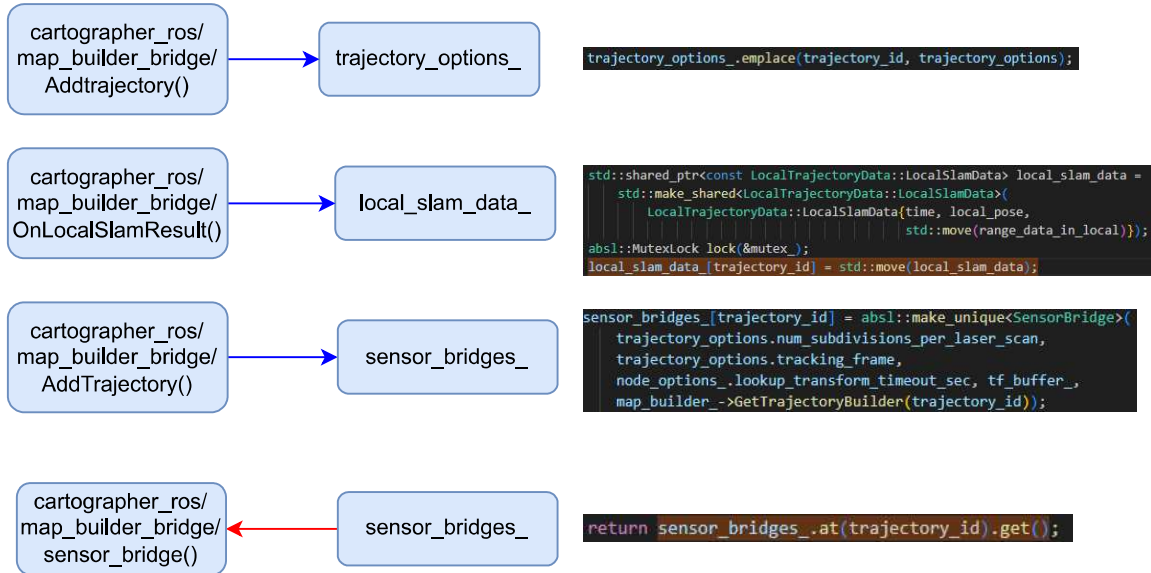 cartographer_ros/
map_builder_bridge/
Addtrajectory()
trajectory_options_
trajectory_options_.emplace(trajectory_id, trajectory_options);
cartographer_ros/
map_builder_bridge/
OnLocalSlamResult()
local_slam_data_
std::shared_ptr<const LocalTrajectoryData::LocalSlamData> local_slam_data =
std::make_shared<LocalTrajectoryData::LocalSlamData>(
LocalTrajectoryData::LocalSlamData{time, local_pose,
std::move(range_data_in_local)});
absl::MutexLock lock(&mutex_);
local_slam_data_[trajectory_id] = std::move(local_slam_data);
cartographer_ros/
map_builder_bridge/
AddTrajectory()
sensor_bridges_
sensor_bridges_[trajectory_id] = absl::make_unique<SensorBridge>(
trajectory_options.num_subdivisions_per_laser_scan,
trajectory_options.tracking_frame,
node_options_.lookup_transform_timeout_sec, tf_buffer_,
map_builder_->GetTrajectoryBuilder(trajectory_id));
cartographer_ros/
map_builder_bridge/
sensor_bridge()
sensor_bridges_
return sensor_bridges_.at(trajectory_id).get();